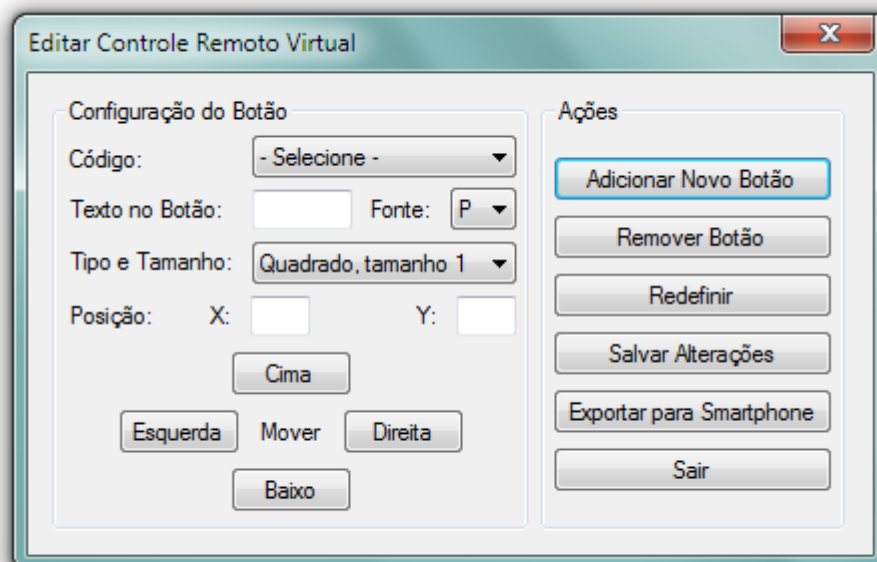 Editar Controle Remoto Virtual
Configuração do Botão
Código: - Selecione -
Texto no Botão: Fonte: P
Tipo e Tamanho: Quadrado, tamanho 1
Posição: X: Y:
Cima
Esquerda Mover Direita
Baixo
Ações
Adicionar Novo Botão
Remover Botão
Redefinir
Salvar Alterações
Exportar para Smartphone
Sair